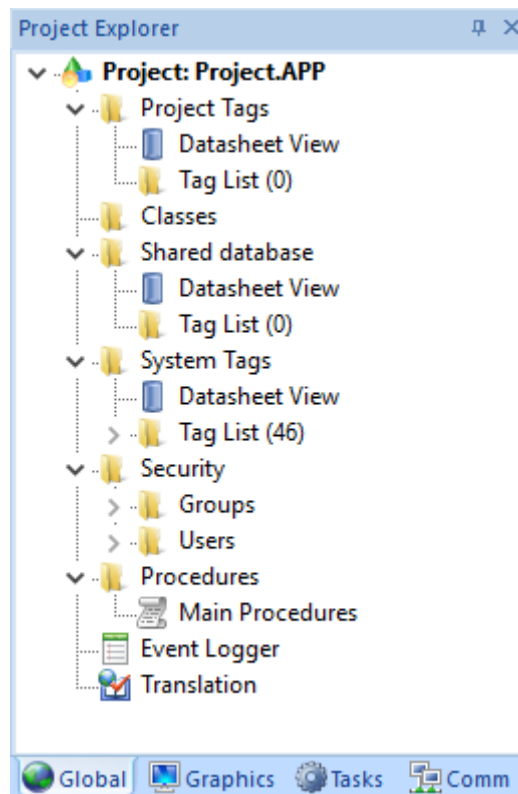 Project Explorer
Project: Project.APP
Project Tags
Datasheet View
Tag List (0)
Classes
Shared database
Datasheet View
Tag List (0)
System Tags
Datasheet View
Tag List (46)
Security
Groups
Users
Procedures
Main Procedures
Event Logger
Translation
Global Graphics Tasks Comm